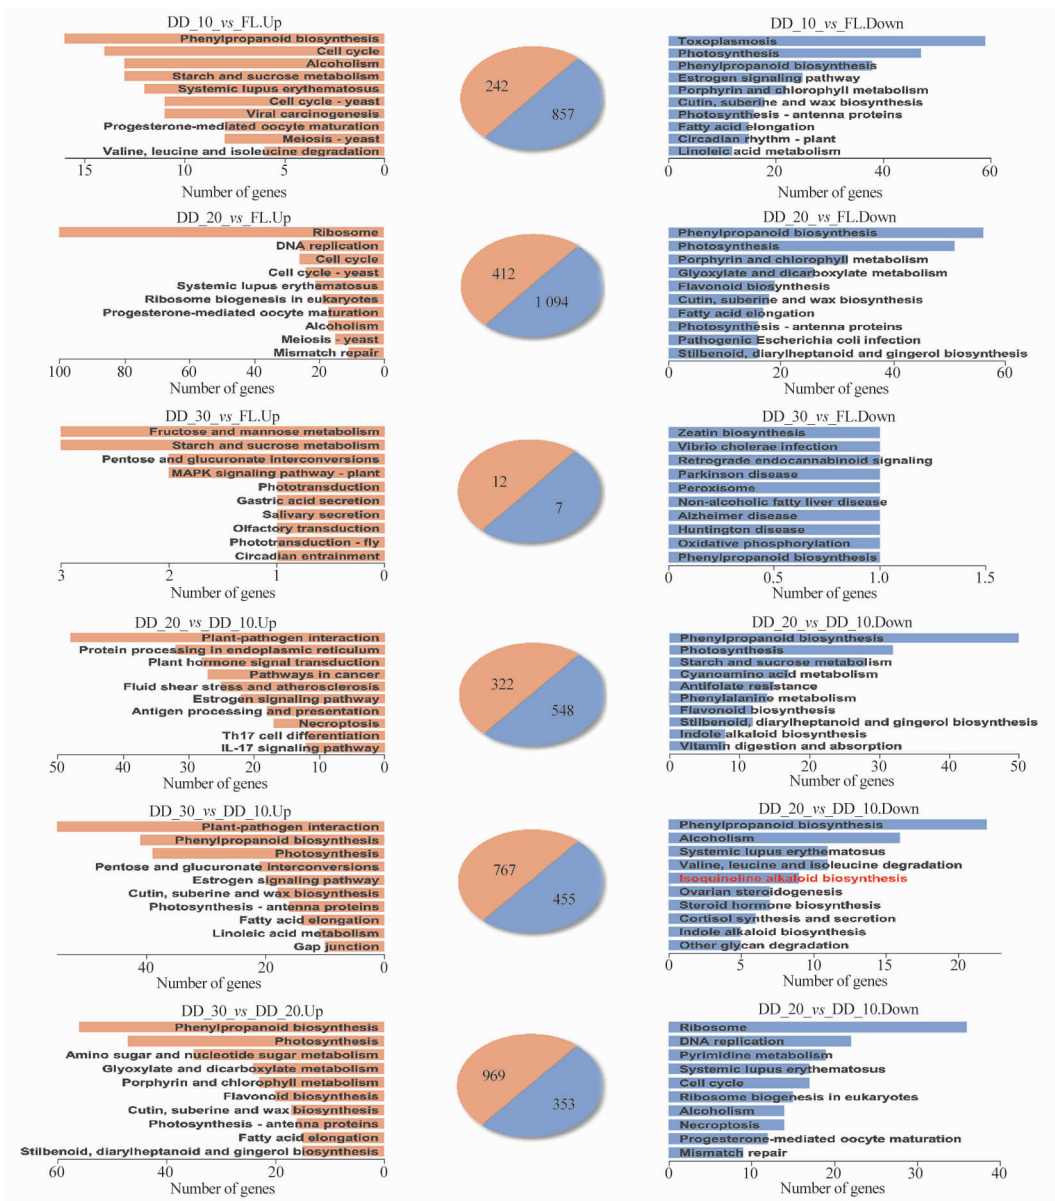 DD_10_vs_FL.Up
Phenylpropanoid biosynthesis
Cell cycle
Alcoholism
Starch and sucrose metabolism
Systemic lupus erythematosus
Cell cycle - yeast
Viral carcinogenesis
Progesterone-mediated oocyte maturation
Meiosis - yeast
Valine, leucine and isoleucine degradation
15 10 5 0
Number of genes
242
857
DD_10_vs_FL.Down
Toxoplasmosis
Photosynthesis
Phenylpropanoid biosynthesis
Estrogen signaling pathway
Porphyrin and chlorophyll metabolism
Cutin, suberine and wax biosynthesis
Photosynthesis - antenna proteins
Fatty acid elongation
Circadian rhythm - plant
Linoleic acid metabolism
0 20 40 60
Number of genes
DD_20_vs_FL.Up
Ribosome
DNA replication
Cell cycle
Cell cycle - yeast
Systemic lupus erythematosus
Ribosome biogenesis in eukaryotes
Progesterone-mediated oocyte maturation
Alcoholism
Meiosis - yeast
Mismatch repair
100 80 60 40 20 0
Number of genes
412
1 094
DD_20_vs_FL.Down
Phenylpropanoid biosynthesis
Photosynthesis
Porphyrin and chlorophyll metabolism
Glyoxylate and dicarboxylate metabolism
Flavonoid biosynthesis
Cutin, suberine and wax biosynthesis
Fatty acid elongation
Photosynthesis - antenna proteins
Pathogenic Escherichia coli infection
Stilbenoid, diarylheptanoid and gingerol biosynthesis
0 20 40 60
Number of genes
DD_30_vs_FL.Up
Fructose and mannose metabolism
Starch and sucrose metabolism
Pentose and glucuronate interconversions
MAPK signaling pathway - plant
Phototransduction
Gastric acid secretion
Salivary secretion
Olfactory transduction
Phototransduction - fly
Circadian entrainment
3 2 1 0
Number of genes
12
7
DD_30_vs_FL.Down
Zeatin biosynthesis
Vibrio cholerae infection
Retrograde endocannabinoid signaling
Parkinson disease
Peroxisome
Non-alcoholic fatty liver disease
Alzheimer disease
Huntington disease
Oxidative phosphorylation
Phenylpropanoid biosynthesis
0 0.5 1.0 1.5
Number of genes
DD_20_vs_DD_10.Up
Plant-pathogen interaction
Protein processing in endoplasmic reticulum
Plant hormone signal transduction
Pathways in cancer
Fluid shear stress and atherosclerosis
Estrogen signaling pathway
Antigen processing and presentation
Necroptosis
Th17 cell differentiation
IL-17 signaling pathway
50 40 30 20 10 0
Number of genes
322
548
DD_20_vs_DD_10.Down
Phenylpropanoid biosynthesis
Photosynthesis
Starch and sucrose metabolism
Cyanoamino acid metabolism
Antifolate resistance
Phenylalanine metabolism
Flavonoid biosynthesis
Stilbenoid, diarylheptanoid and gingerol biosynthesis
Indole alkaloid biosynthesis
Vitamin digestion and absorption
0 10 20 30 40 50
Number of genes
DD_30_vs_DD_10.Up
Plant-pathogen interaction
Phenylpropanoid biosynthesis
Photosynthesis
Pentose and glucuronate interconversions
Estrogen signaling pathway
Cutin, suberine and wax biosynthesis
Photosynthesis - antenna proteins
Fatty acid elongation
Linoleic acid metabolism
Gap junction
40 20 0
Number of genes
767
455
DD_20_vs_DD_10.Down
Phenylpropanoid biosynthesis
Alcoholism
Systemic lupus erythematosus
Valine, leucine and isoleucine degradation
Isoquinoline alkaloid biosynthesis
Ovarian steroidogenesis
Steroid hormone biosynthesis
Cortisol synthesis and secretion
Indole alkaloid biosynthesis
Other glycan degradation
0 5 10 15 20
Number of genes
DD_30_vs_DD_20.Up
Phenylpropanoid biosynthesis
Photosynthesis
Amino sugar and nucleotide sugar metabolism
Glyoxylate and dicarboxylate metabolism
Porphyrin and chlorophyll metabolism
Flavonoid biosynthesis
Cutin, suberine and wax biosynthesis
Photosynthesis - antenna proteins
Fatty acid elongation
Stilbenoid, diarylheptanoid and gingerol biosynthesis
60 40 20 0
Number of genes
969
353
DD_20_vs_DD_10.Down
Ribosome
DNA replication
Pyrimidine metabolism
Systemic lupus erythematosus
Cell cycle
Ribosome biogenesis in eukaryotes
Alcoholism
Necroptosis
Progesterone-mediated oocyte maturation
Mismatch repair
0 10 20 30 40
Number of genes